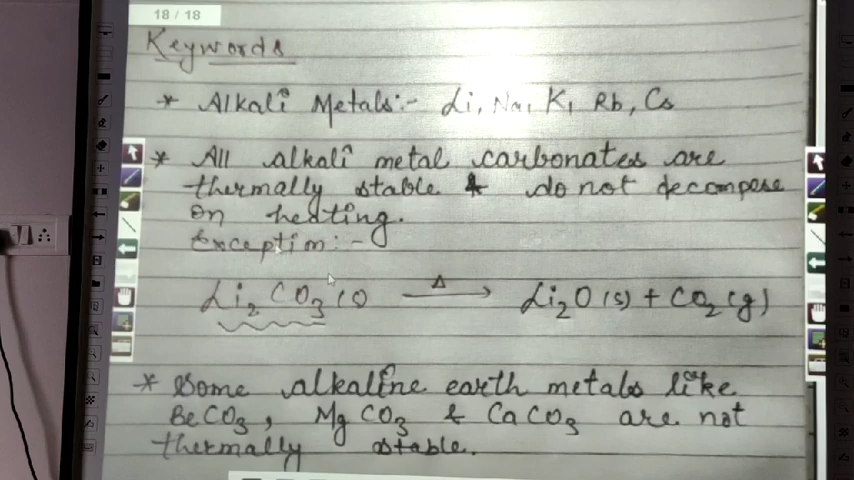 18 / 18
Keywords
* Alkali Metals:- Li, Na, K, Rb, Cs
* All alkali metal carbonates are
thermally stable & do not decompose
on heating.
Exception:-
Li₂CO₃(s) —Δ→ Li₂O(s) + CO₂(g)
* Some alkaline earth metals like
BeCO₃, MgCO₃ & CaCO₃ are not
thermally stable.